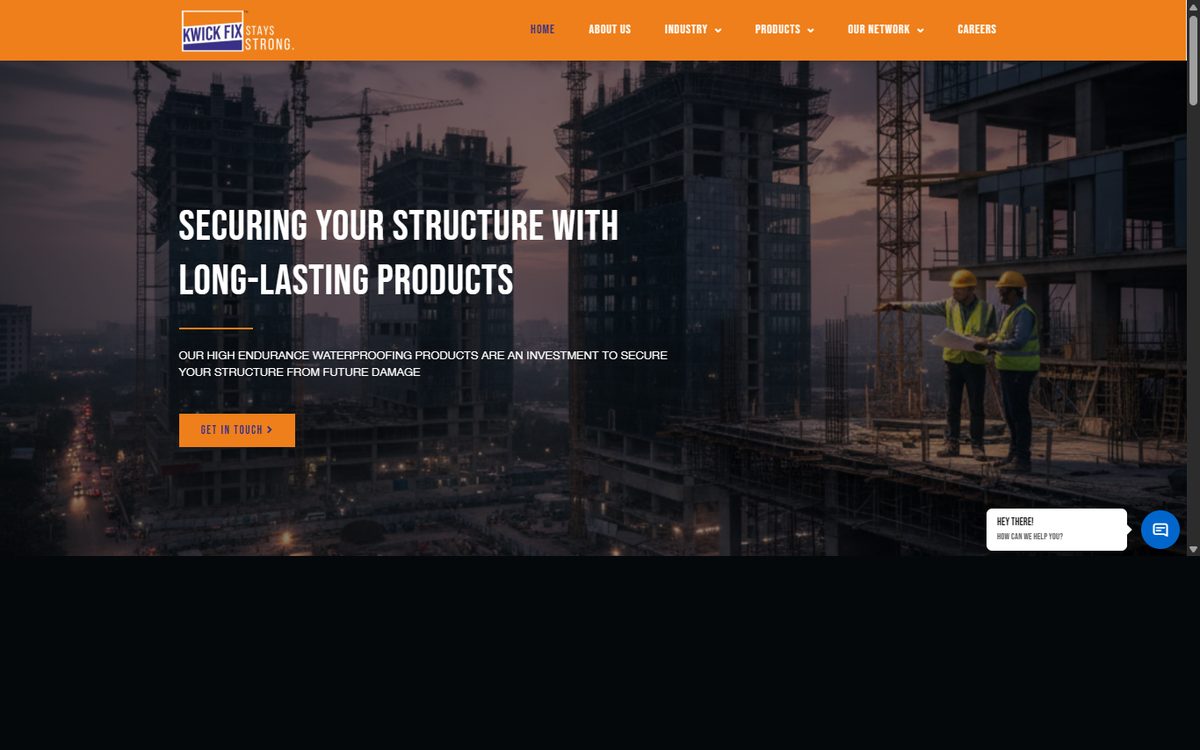 KWICK FIX
STAYS
STRONG.
HOME
ABOUT US
INDUSTRY
PRODUCTS
OUR NETWORK
CAREERS
SECURING YOUR STRUCTURE WITH
LONG-LASTING PRODUCTS
OUR HIGH ENDURANCE WATERPROOFING PRODUCTS ARE AN INVESTMENT TO SECURE
YOUR STRUCTURE FROM FUTURE DAMAGE
GET IN TOUCH
HEY THERE!
HOW CAN WE HELP YOU?